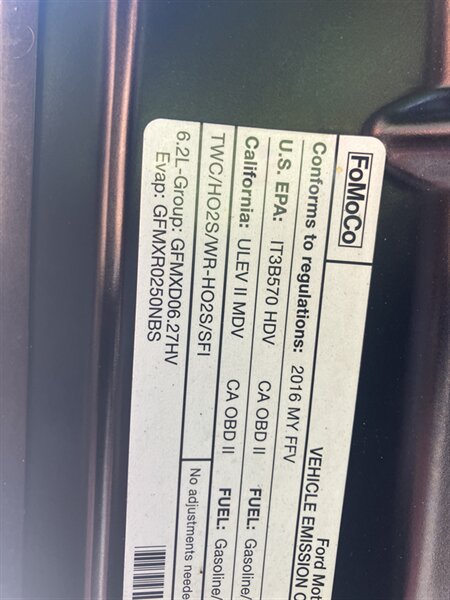 FoMoCo
Ford Mot
VEHICLE EMISSION C
Conforms to regulations: 2016 MY FFV
U.S. EPA: IT3B570 HDV CA OBD II FUEL: Gasoline/
California: ULEV II MDV CA OBD II FUEL: Gasoline/
TWC/HO2S/WR-HO2S/SFI
No adjustments neede
6.2L-Group: GFMXD06.27HV
Evap: GFMXR0250NBS